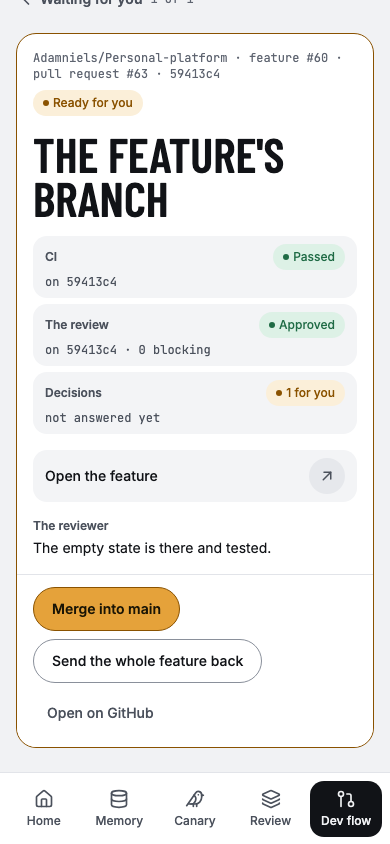 Waiting for you 1 of 1
Adamniels/Personal-platform · feature #60 ·
pull request #63 · 59413c4
Ready for you
THE FEATURE'S
BRANCH
CI
Passed
on 59413c4
The review
Approved
on 59413c4 · 0 blocking
Decisions
1 for you
not answered yet
Open the feature
The reviewer
The empty state is there and tested.
Merge into main
Send the whole feature back
Open on GitHub
Home Memory Canary Review Dev flow